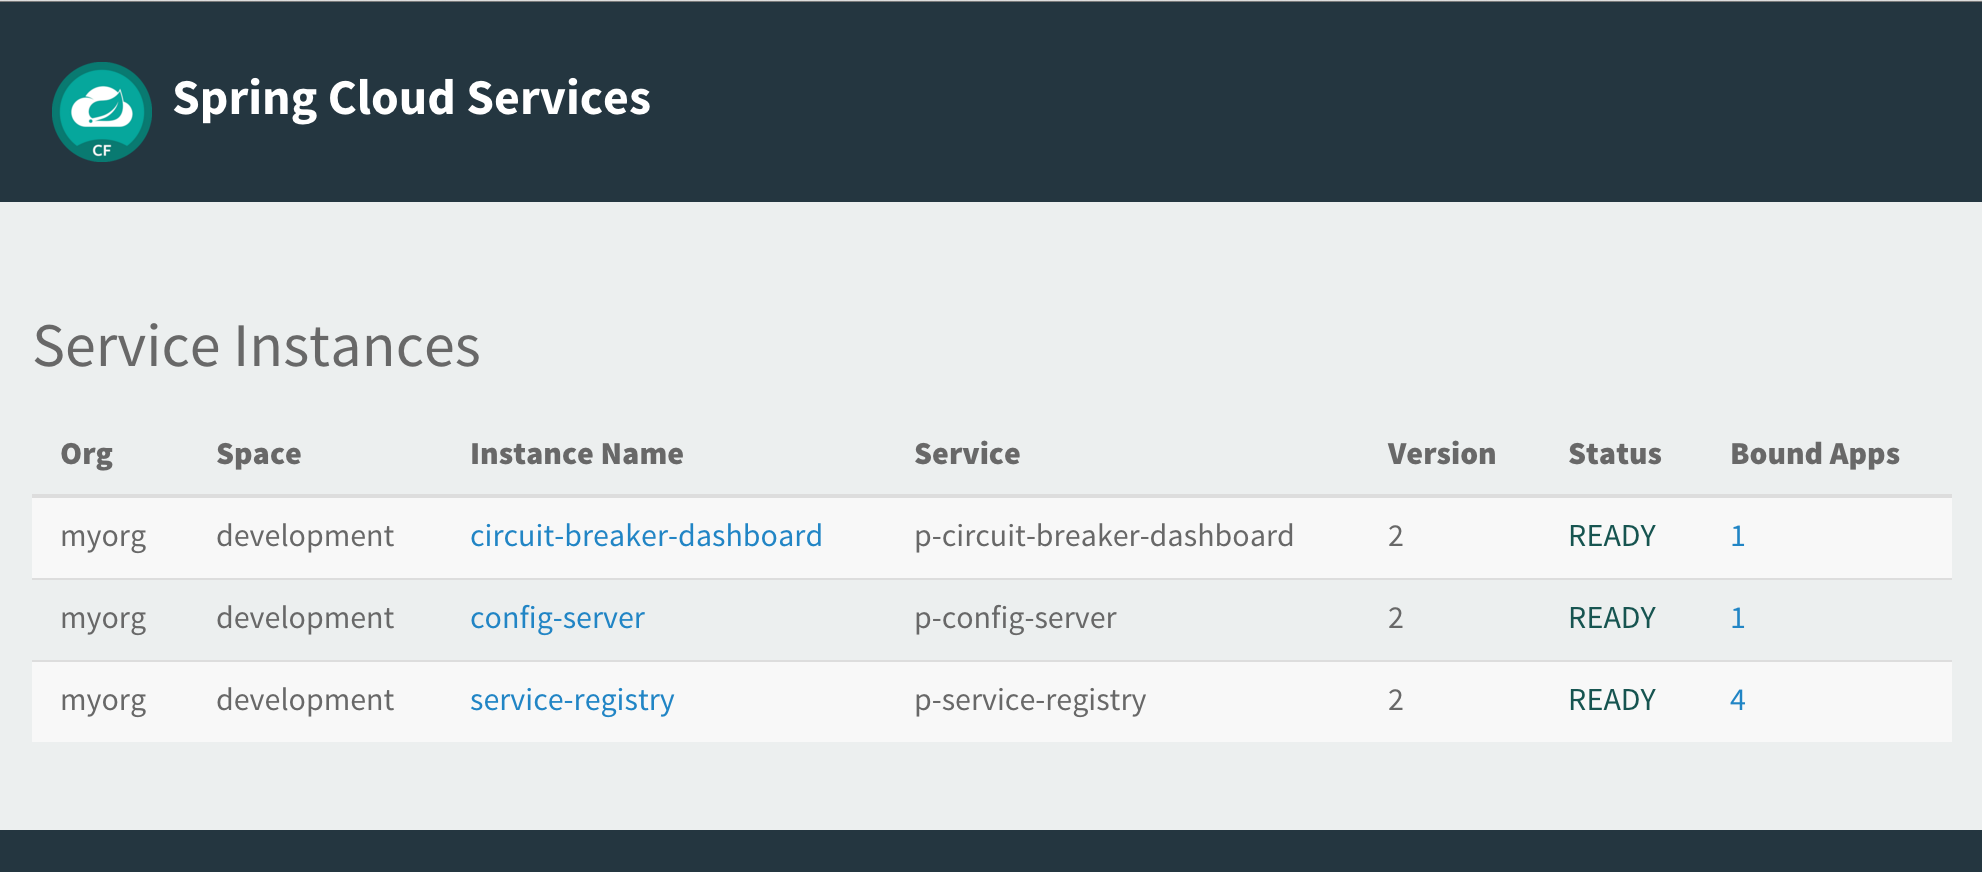 CF
Spring Cloud Services
Service Instances
Org Space Instance Name Service Version Status Bound Apps
myorg development circuit-breaker-dashboard p-circuit-breaker-dashboard 2 READY 1
myorg development config-server p-config-server 2 READY 1
myorg development service-registry p-service-registry 2 READY 4